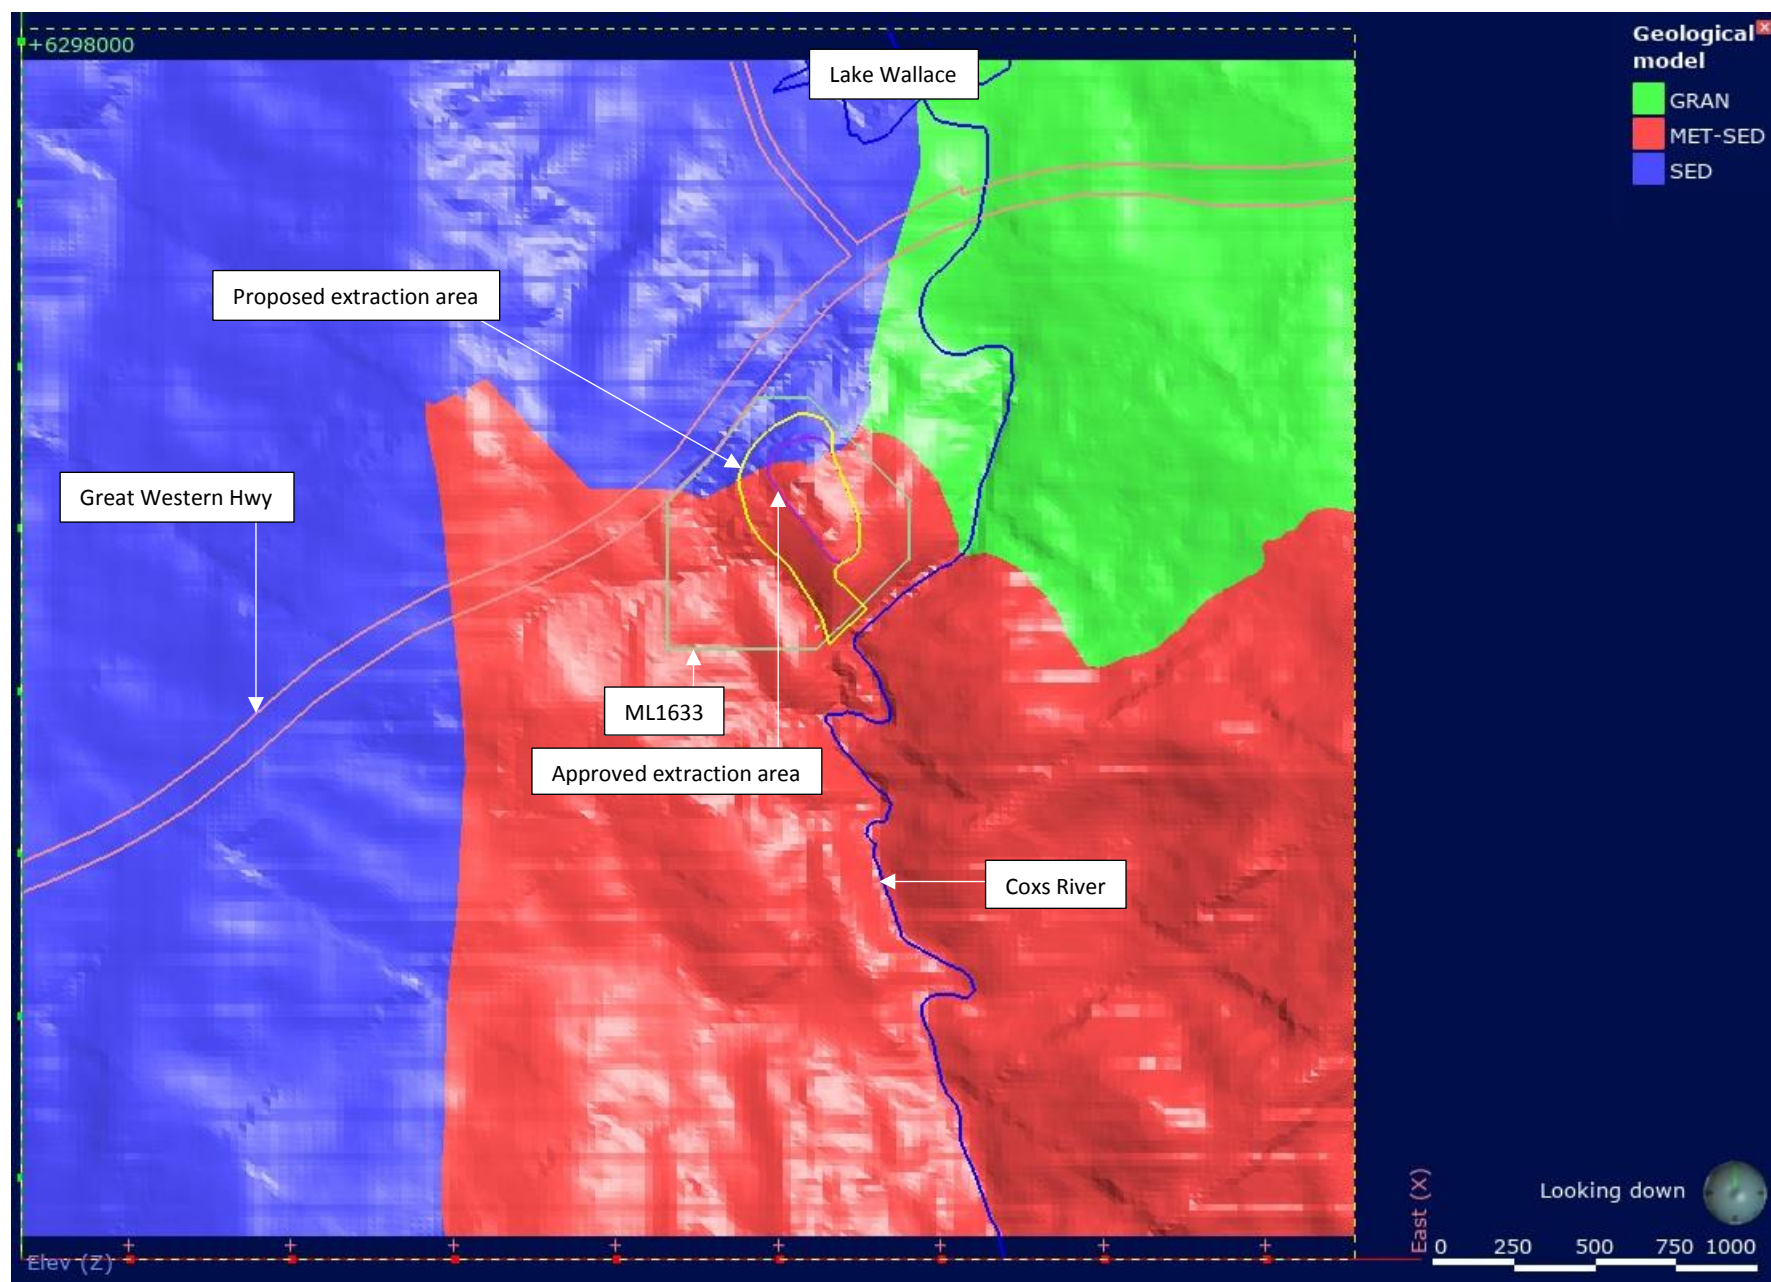 +6298000
Geological
model
GRAN
MET-SED
SED
Lake Wallace
Proposed extraction area
Great Western Hwy
ML1633
Approved extraction area
Coxs River
Looking down
East (X)
0 250 500 750 1000
Elev (Z)